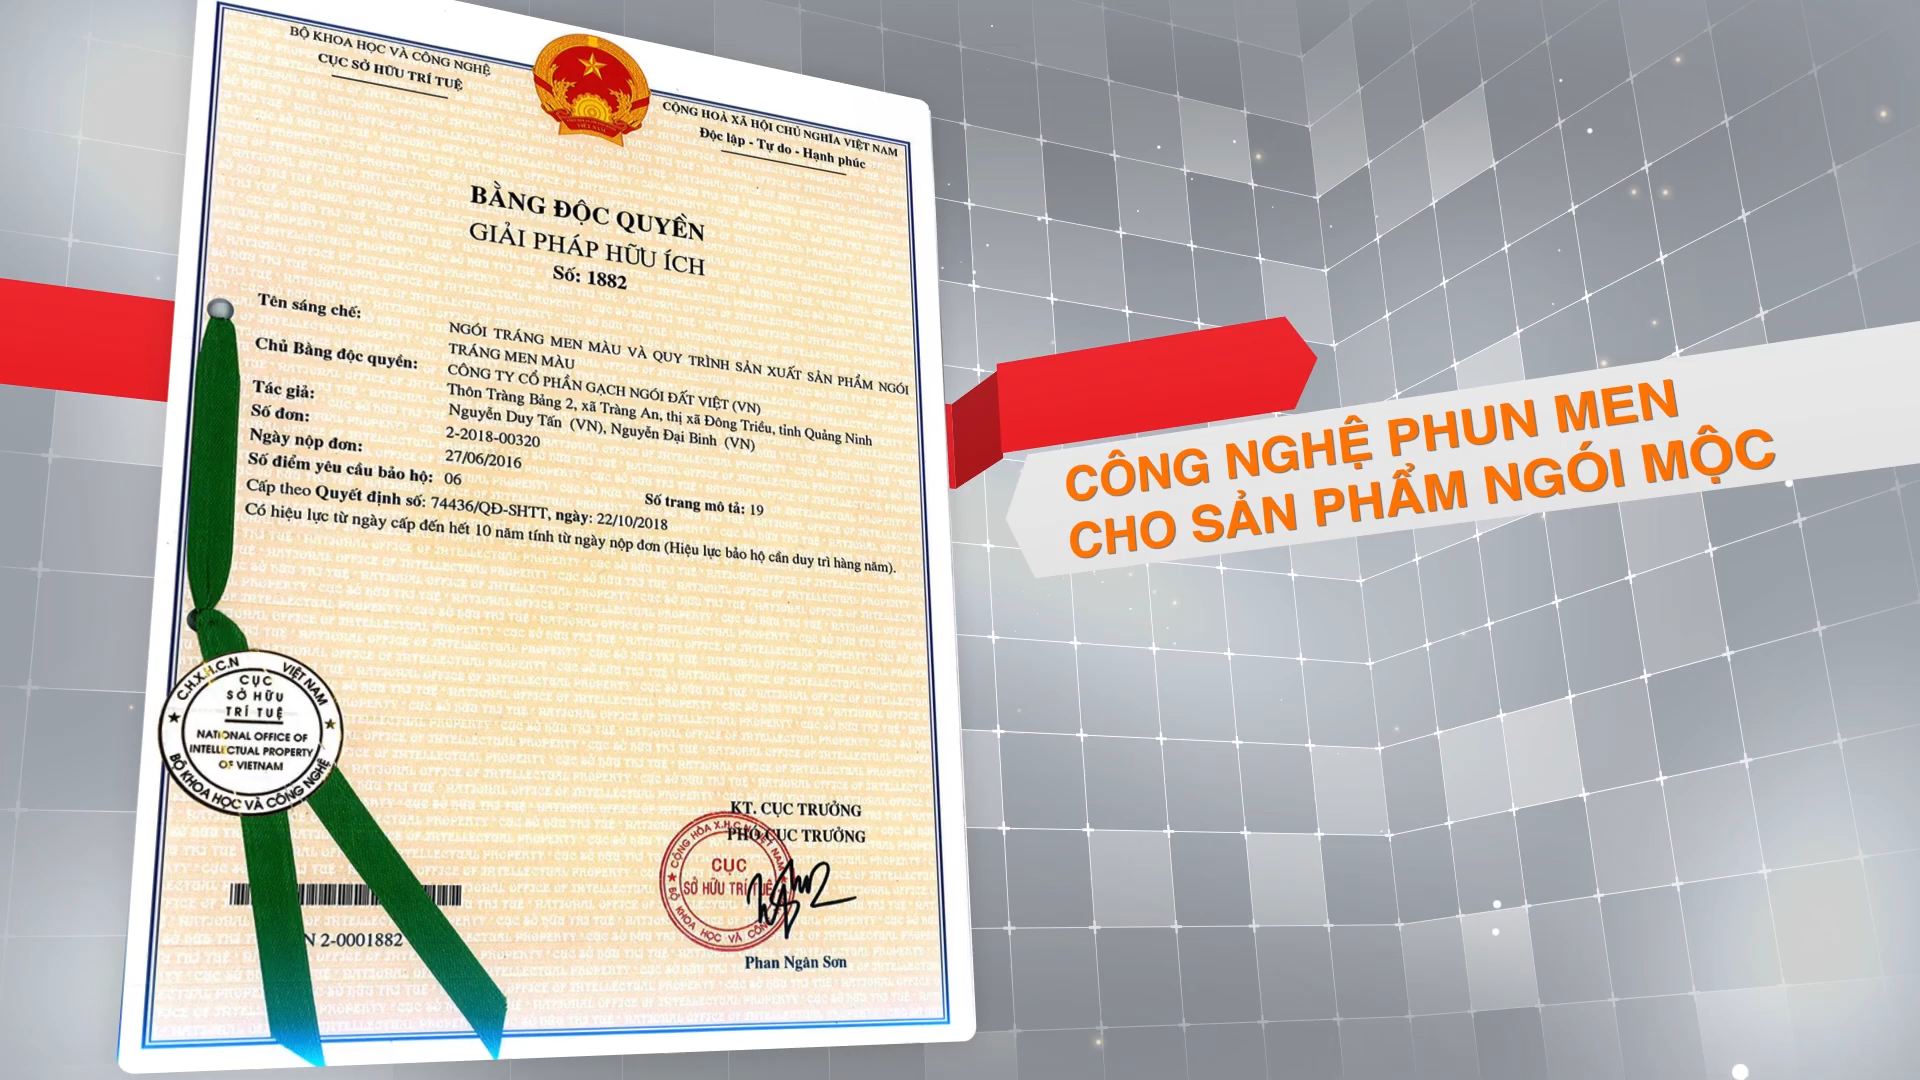 BỘ KHOA HỌC VÀ CÔNG NGHỆ
CỤC SỞ HỮU TRÍ TUỆ
CỘNG HOÀ XÃ HỘI CHỦ NGHĨA VIỆT NAM
Độc lập - Tự do - Hạnh phúc
BẰNG ĐỘC QUYỀN
GIẢI PHÁP HỮU ÍCH
Số: 1882
Tên sáng chế:
NGÓI TRÁNG MEN MÀU VÀ QUY TRÌNH SẢN XUẤT SẢN PHẨM NGÓI
TRÁNG MEN MÀU
Chủ Bằng độc quyền:
CÔNG TY CỔ PHẦN GẠCH NGÓI ĐẤT VIỆT (VN)
Thôn Tràng Bảng 2, xã Tràng An, thị xã Đông Triều, tỉnh Quảng Ninh
Tác giả:
Nguyễn Duy Tấn (VN), Nguyễn Đại Binh (VN)
Số đơn:
2-2018-00320
Ngày nộp đơn:
27/06/2016
Số điểm yêu cầu bảo hộ: 06
Số trang mô tả: 19
Cấp theo Quyết định số: 74436/QĐ-SHTT, ngày: 22/10/2018
Có hiệu lực từ ngày cấp đến hết 10 năm tính từ ngày nộp đơn (Hiệu lực bảo hộ cần duy trì hàng năm).
C.H.X.H.C.N VIỆT NAM
CỤC
SỞ HỮU
TRÍ TUỆ
NATIONAL OFFICE OF
INTELLECTUAL PROPERTY
OF VIETNAM
BỘ KHOA HỌC VÀ CÔNG NGHỆ
KT. CỤC TRƯỞNG
PHÓ CỤC TRƯỞNG
CỤC
SỞ HỮU TRÍ TUỆ
Phan Ngân Sơn
2-0001882
CÔNG NGHỆ PHUN MEN
CHO SẢN PHẨM NGÓI MỘC